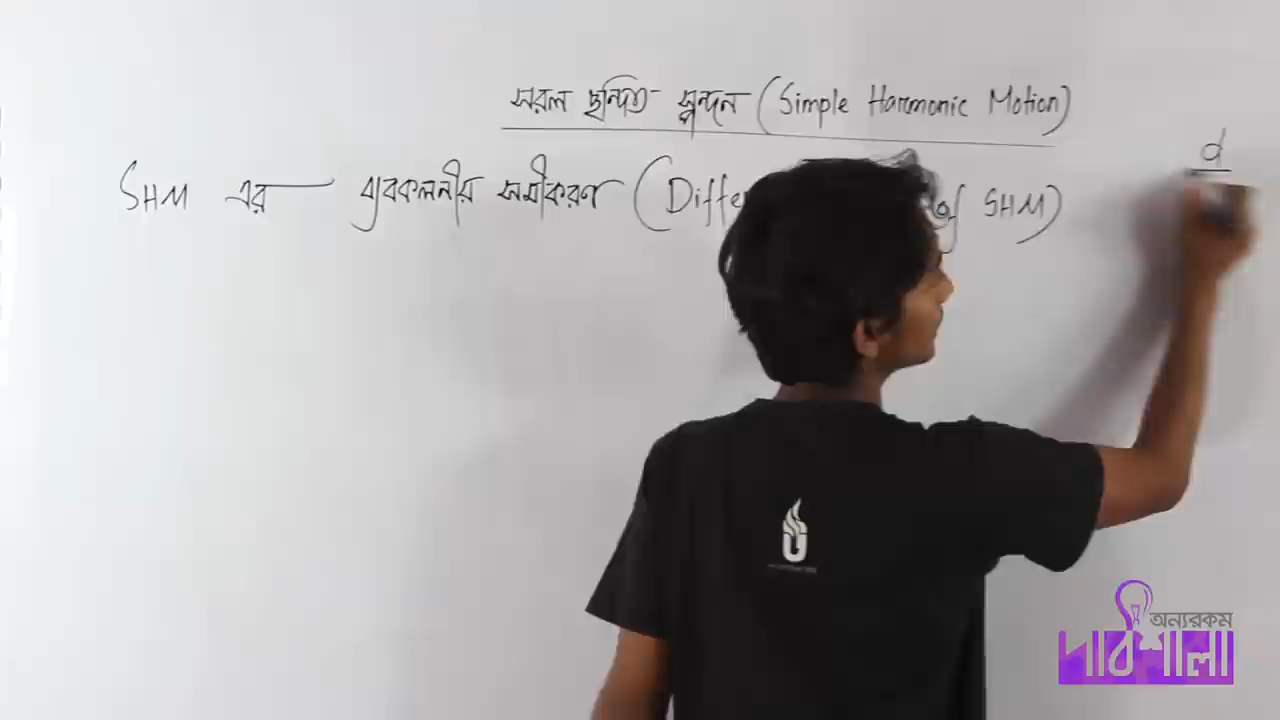 সরল ছন্দিত স্পন্দন (Simple Harmonic Motion)
SHM এর ব্যবকলনীয় সমীকরণ (Diffe of SHM)
d
অন্যরকম
পাঠশালা